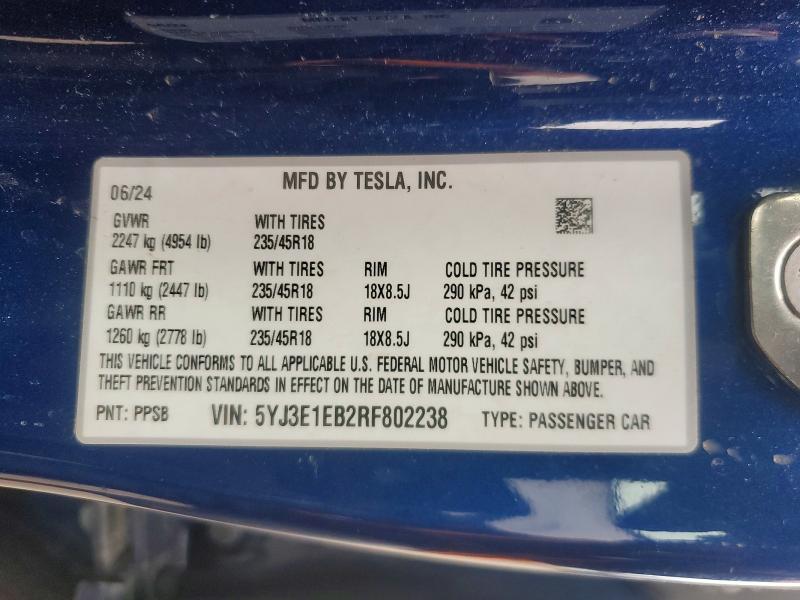 MFD BY TESLA, INC.
06/24
GVWR WITH TIRES
2247 kg (4954 lb) 235/45R18
GAWR FRT WITH TIRES RIM COLD TIRE PRESSURE
1110 kg (2447 lb) 235/45R18 18X8.5J 290 kPa, 42 psi
GAWR RR WITH TIRES RIM COLD TIRE PRESSURE
1260 kg (2778 lb) 235/45R18 18X8.5J 290 kPa, 42 psi
THIS VEHICLE CONFORMS TO ALL APPLICABLE U.S. FEDERAL MOTOR VEHICLE SAFETY, BUMPER, AND
THEFT PREVENTION STANDARDS IN EFFECT ON THE DATE OF MANUFACTURE SHOWN ABOVE.
PNT: PPSB VIN: 5YJ3E1EB2RF802238 TYPE: PASSENGER CAR